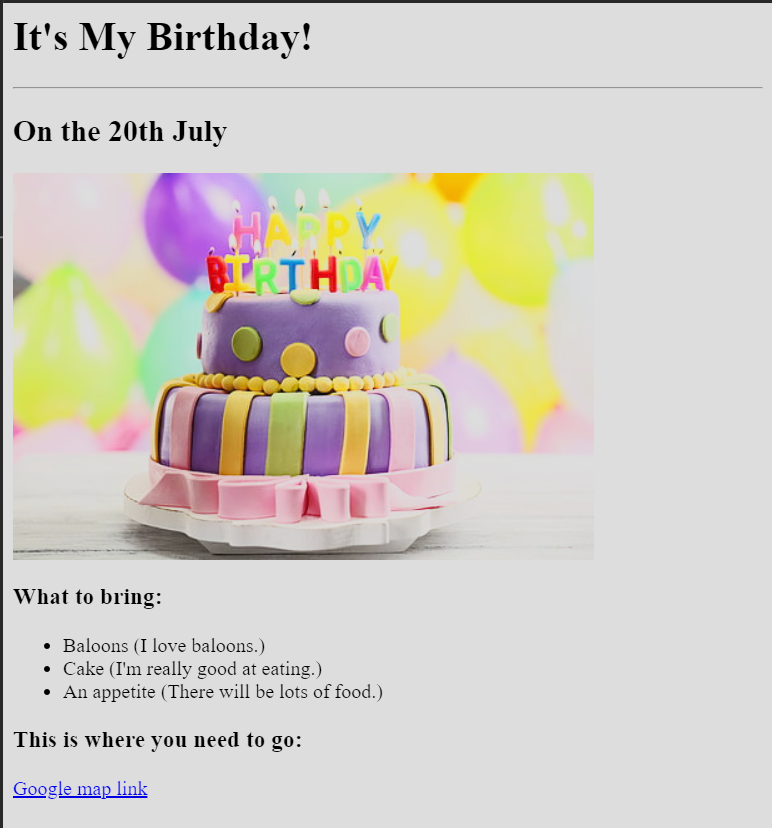 It's My Birthday!
On the 20th July
HAPPY
BIRTHDAY
What to bring:
Baloons (I love baloons.)
Cake (I'm really good at eating.)
An appetite (There will be lots of food.)
This is where you need to go:
Google map link